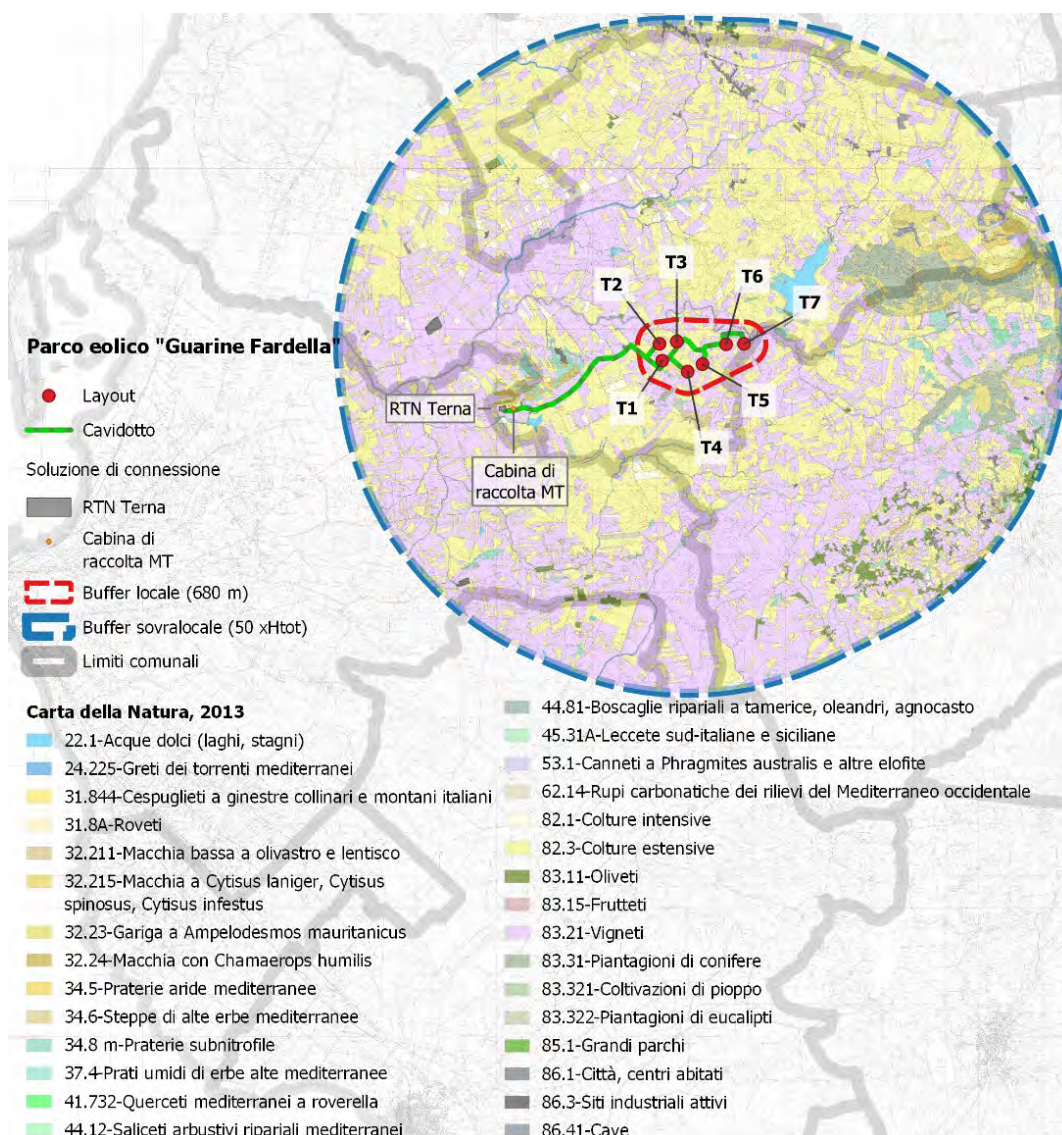 T3
T6
T2
T7
Parco eolico "Guarine Fardella"
Layout
RTN Terna
T1
T5
Cavidotto
T4
Soluzione di connessione
Cabina di
raccolta MT
RTN Terna
Cabina di
raccolta MT
Buffer locale (680 m)
Buffer sovralocale (50 xHtot)
Limiti comunali
Carta della Natura, 2013
22.1-Acque dolci (laghi, stagni)
24.225-Greti dei torrenti mediterranei
31.844-Cespuglieti a ginestre collinari e montani italiani
31.8A-Roveti
32.211-Macchia bassa a olivastro e lentisco
32.215-Macchia a Cytisus laniger, Cytisus
spinosus, Cytisus infestus
32.23-Gariga a Ampelodesmos mauritanicus
32.24-Macchia con Chamaerops humilis
34.5-Praterie aride mediterranee
34.6-Steppe di alte erbe mediterranee
34.8 m-Praterie subnitrofile
37.4-Prati umidi di erbe alte mediterranee
41.732-Querceti mediterranei a roverella
44.12-Saliceti arbustivi ripariali mediterranei
44.81-Boscaglie ripariali a tamerice, oleandri, agnocasto
45.31A-Leccete sud-italiane e siciliane
53.1-Canneti a Phragmites australis e altre elofite
62.14-Rupi carbonatiche dei rilievi del Mediterraneo occidentale
82.1-Colture intensive
82.3-Colture estensive
83.11-Oliveti
83.15-Frutteti
83.21-Vigneti
83.31-Piantagioni di conifere
83.321-Coltivazioni di pioppo
83.322-Piantagioni di eucalipti
85.1-Grandi parchi
86.1-Città, centri abitati
86.3-Siti industriali attivi
86.41-Cave